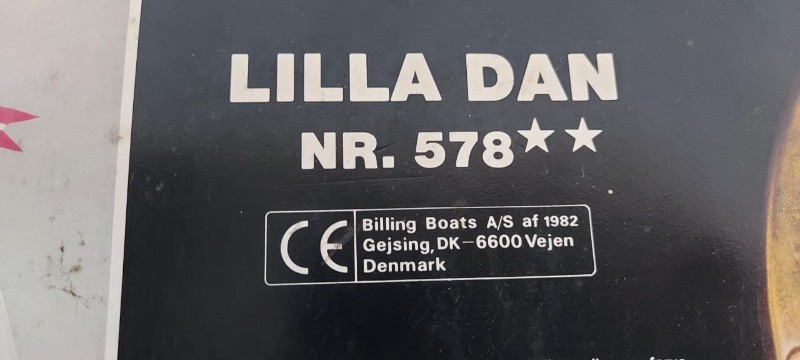 LILLA DAN
NR. 578★★
CE
Billing Boats A/S af 1982
Gejsing, DK-6600 Vejen
Denmark